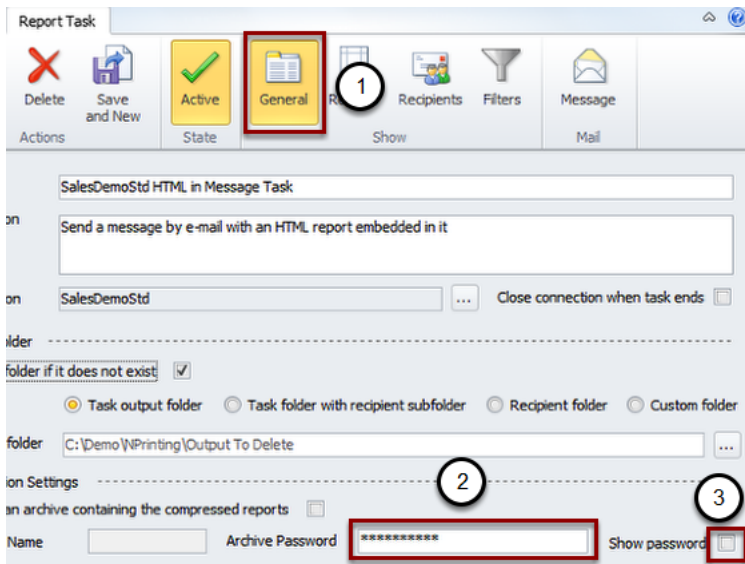 Report Task
Delete
Save
and New
Active
General
1
Recipients
Filters
Message
Actions
State
Show
Mail
SalesDemoStd HTML in Message Task
on
Send a message by e-mail with an HTML report embedded in it
on
SalesDemoStd
...
Close connection when task ends
older
folder if it does not exist
Task output folder
Task folder with recipient subfolder
Recipient folder
Custom folder
folder
C:\Demo\NPrinting\Output To Delete
...
ion Settings
2
3
an archive containing the compressed reports
Name
Archive Password
**********
Show password